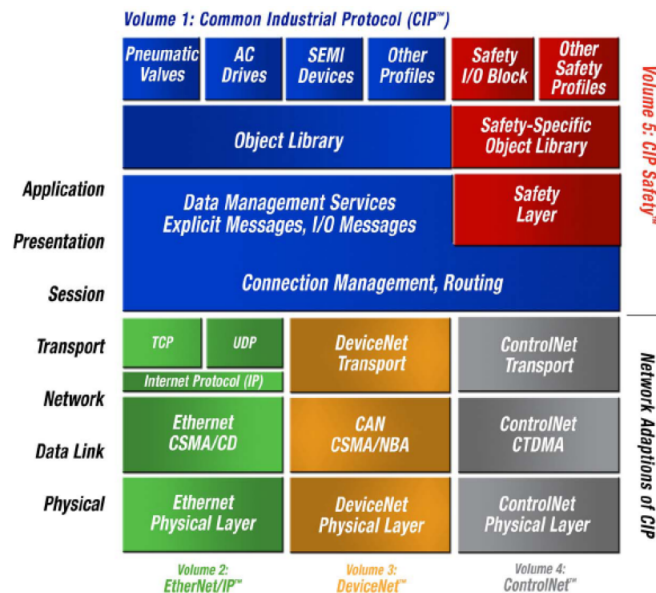 Volume 1: Common Industrial Protocol (CIP™)
Pneumatic
Valves
AC
Drives
SEMI
Devices
Other
Profiles
Safety
I/O Block
Other
Safety
Profiles
Object Library
Safety-Specific
Object Library
Volume 5: CIP Safety™
Application
Presentation
Session
Data Management Services
Explicit Messages, I/O Messages
Safety
Layer
Connection Management, Routing
Transport
Network
Data Link
Physical
TCP
UDP
Internet Protocol (IP)
DeviceNet
Transport
ControlNet
Transport
Ethernet
CSMA/CD
CAN
CSMA/NBA
ControlNet
CTDMA
Ethernet
Physical Layer
DeviceNet
Physical Layer
ControlNet
Physical Layer
Network Adaptions of CIP
Volume 2:
EtherNet/IP™
Volume 3:
DeviceNet™
Volume 4:
ControlNet™